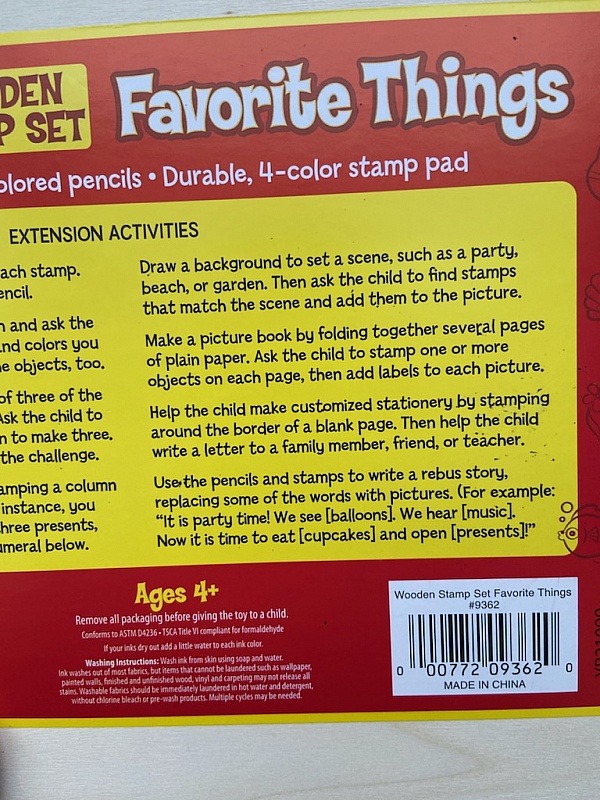 DEN
P SET
Favorite Things
olored pencils • Durable, 4-color stamp pad
EXTENSION ACTIVITIES
ach stamp.
encil.
n and ask the
nd colors you
e objects, too.
of three of the
Ask the child to
n to make three.
the challenge.
amping a column
instance, you
hree presents,
umeral below.
Draw a background to set a scene, such as a party,
beach, or garden. Then ask the child to find stamps
that match the scene and add them to the picture.
Make a picture book by folding together several pages
of plain paper. Ask the child to stamp one or more
objects on each page, then add labels to each picture.
Help the child make customized stationery by stamping
around the border of a blank page. Then help the child
write a letter to a family member, friend, or teacher.
Use the pencils and stamps to write a rebus story,
replacing some of the words with pictures. (For example:
“It is party time! We see [balloons]. We hear [music].
Now it is time to eat [cupcakes] and open [presents]!”
Ages 4+
Remove all packaging before giving the toy to a child.
Conforms to ASTM D4236 • TSCA Title VI compliant for formaldehyde
If your inks dry out add a little water to each ink color.
Washing Instructions: Wash ink from skin using soap and water.
Ink washes out of most fabrics, but items that cannot be laundered such as wallpaper,
painted walls, finished and unfinished wood, vinyl and carpeting may not release all
stains. Washable fabrics should be immediately laundered in hot water and detergent,
without chlorine bleach or pre-wash products. Multiple cycles may be needed.
Wooden Stamp Set Favorite Things
#9362
0 00772 09362 0
MADE IN CHINA